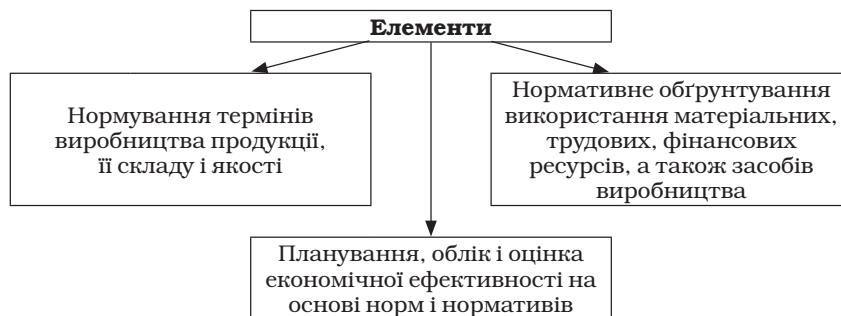 Елементи
Нормування термінів
виробництва продукції,
її складу і якості
Нормативне обґрунтування
використання матеріальних,
трудових, фінансових
ресурсів, а також засобів
виробництва
Планування, облік і оцінка
економічної ефективності на
основі норм і нормативів